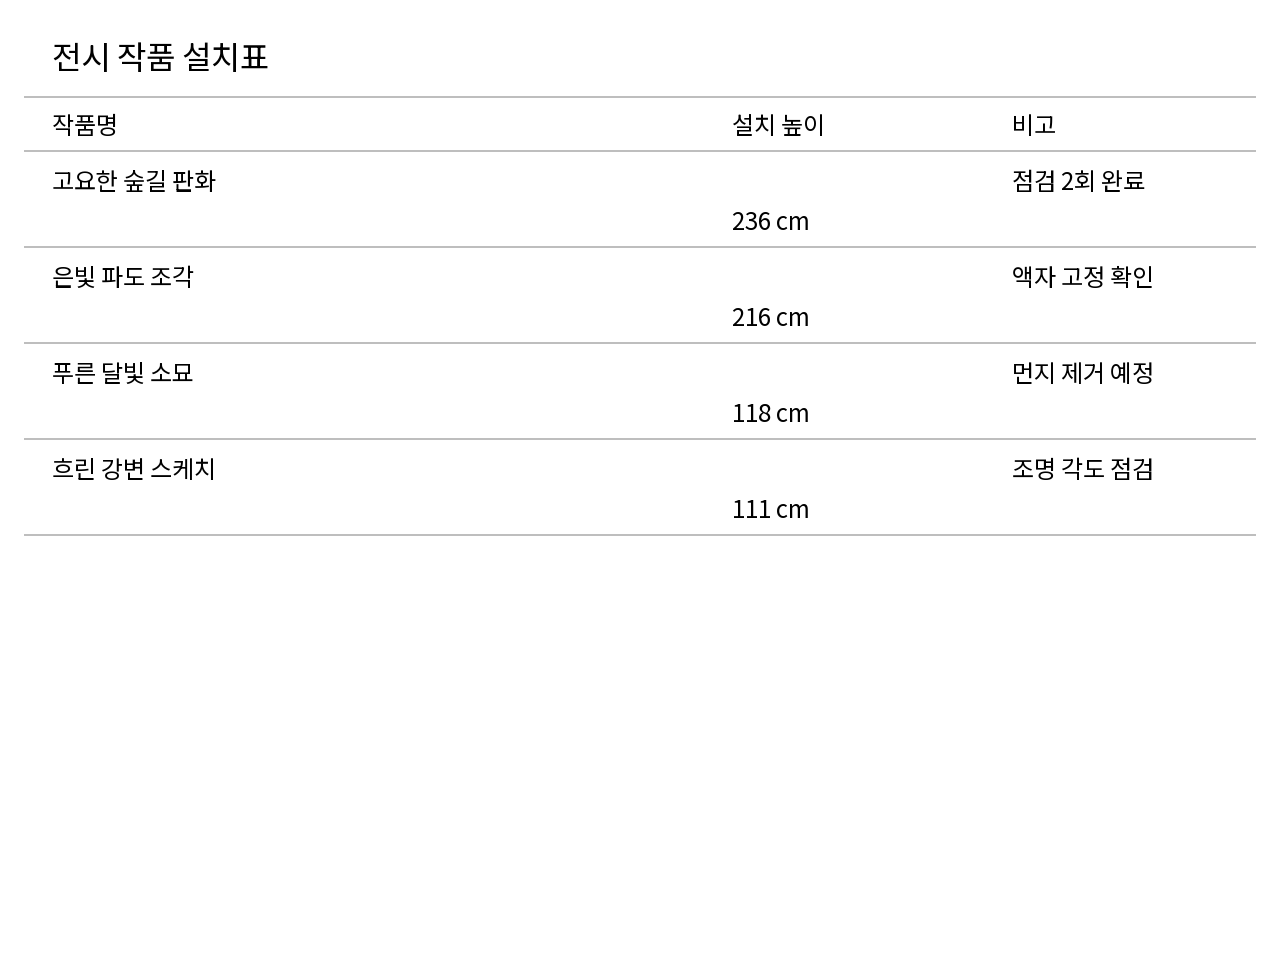 전시 작품 설치표
작품명 설치 높이 비고
고요한 숲길 판화 점검 2회 완료
236 cm
은빛 파도 조각 액자 고정 확인
216 cm
푸른 달빛 소묘 먼지 제거 예정
118 cm
흐린 강변 스케치 조명 각도 점검
111 cm